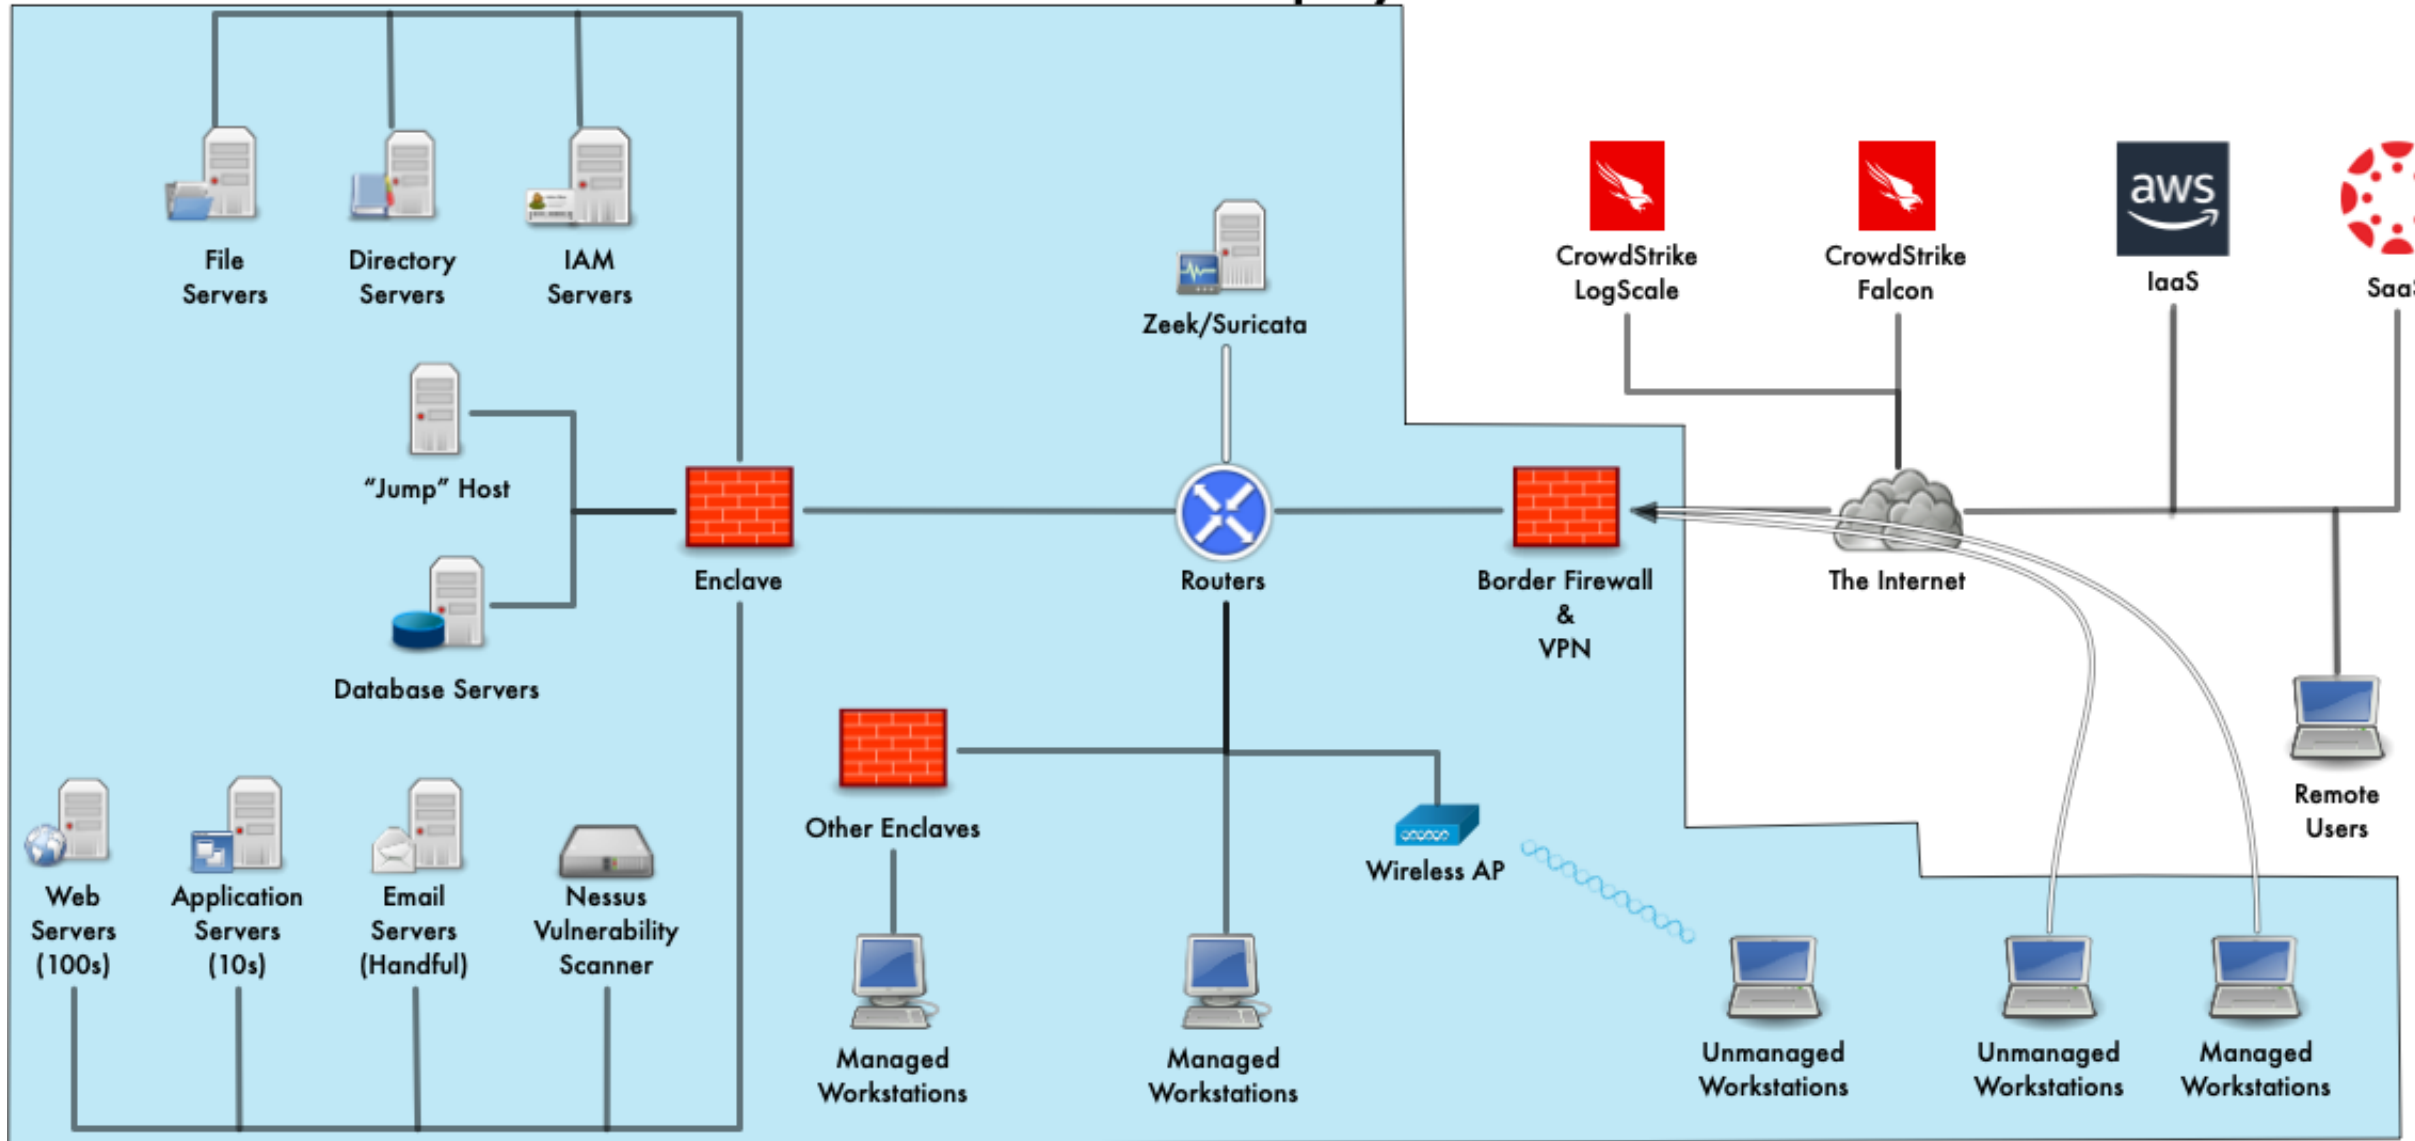 File
Servers
Directory
Servers
IAM
Servers
Zeek/Suricata
CrowdStrike
LogScale
CrowdStrike
Falcon
aws
IaaS
"Jump" Host
Database Servers
Enclave
Routers
Border Firewall
&
VPN
The Internet
Remote
Users
Other Enclaves
Wireless AP
Web
Servers
(100s)
Application
Servers
(10s)
Email
Servers
(Handful)
Nessus
Vulnerability
Scanner
Managed
Workstations
Managed
Workstations
Unmanaged
Workstations
Unmanaged
Workstations
Managed
Workstations